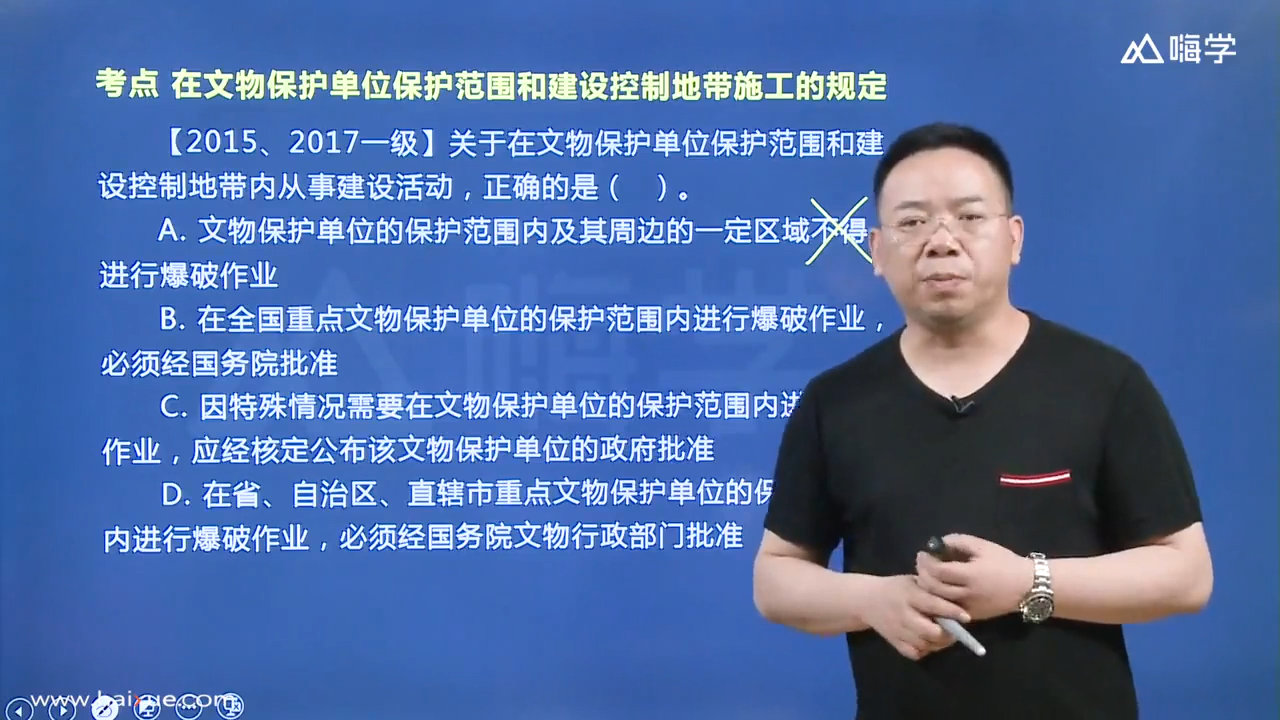 嗨学
考点 在文物保护单位保护范围和建设控制地带施工的规定
【2015、2017一级】关于在文物保护单位保护范围和建
设控制地带内从事建设活动，正确的是（ ）。
A. 文物保护单位的保护范围内及其周边的一定区域不得
进行爆破作业
B. 在全国重点文物保护单位的保护范围内进行爆破作业，
必须经国务院批准
C. 因特殊情况需要在文物保护单位的保护范围内进
作业，应经核定公布该文物保护单位的政府批准
D. 在省、自治区、直辖市重点文物保护单位的保
内进行爆破作业，必须经国务院文物行政部门批准
www.haixue.com